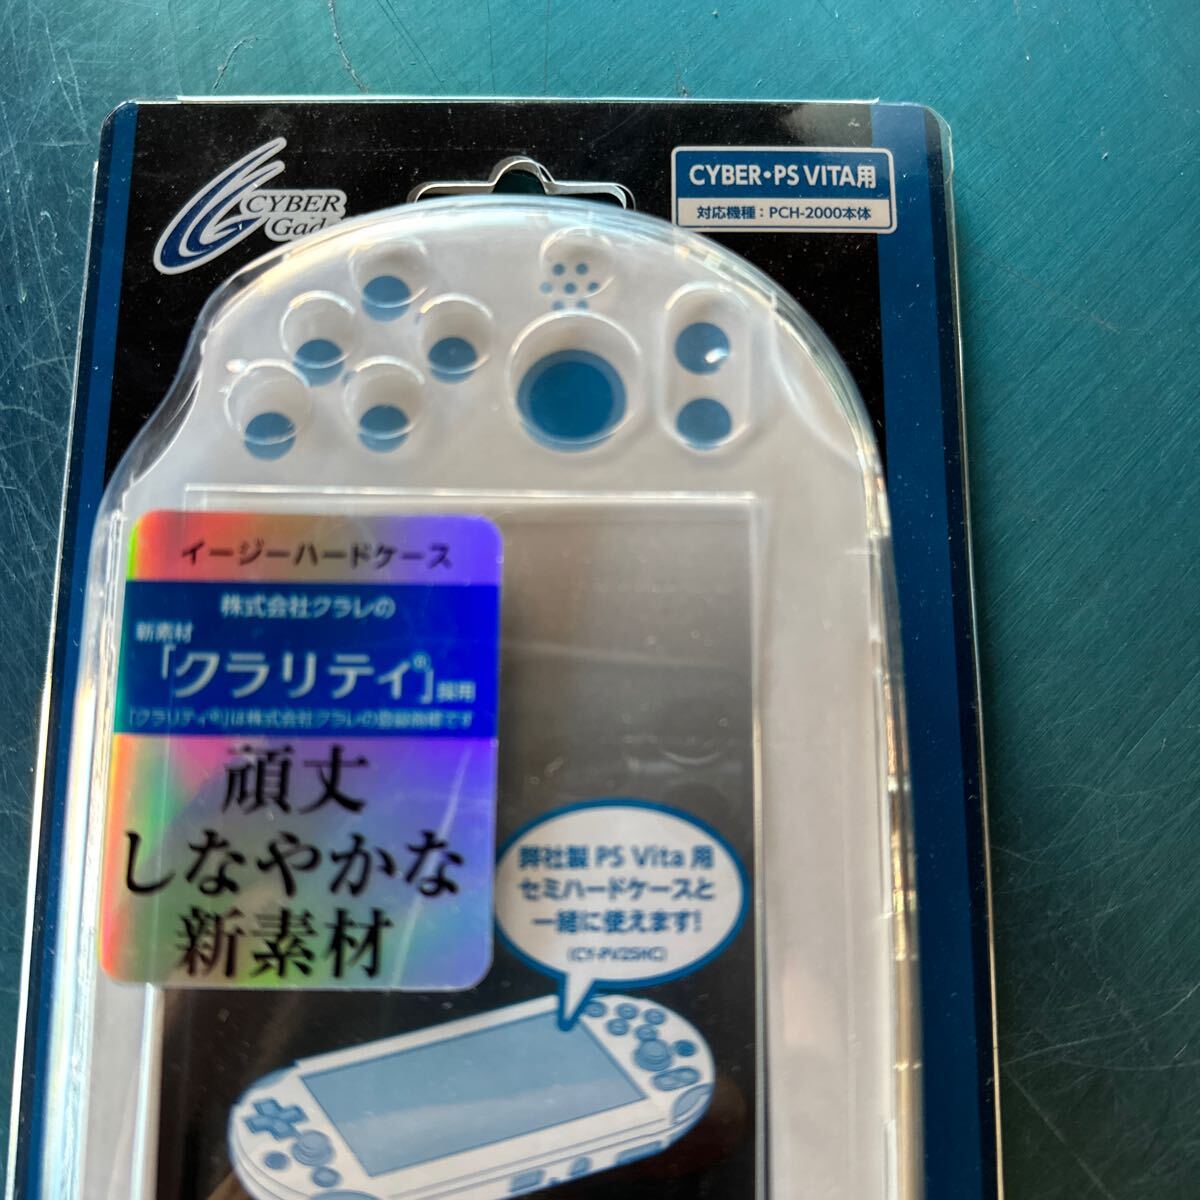 CYBER
Gad
CYBER・PS VITA用
対応機種：PCH-2000本体
イージーハードケース
株式会社クラレの
新素材
「クラリティ®」採用
「クラリティ®」は株式会社クラレの登録商標です
頑丈
しなやかな
新素材
弊社製 PS Vita 用
セミハードケースと
一緒に使えます!
(CY-PV2SHC)